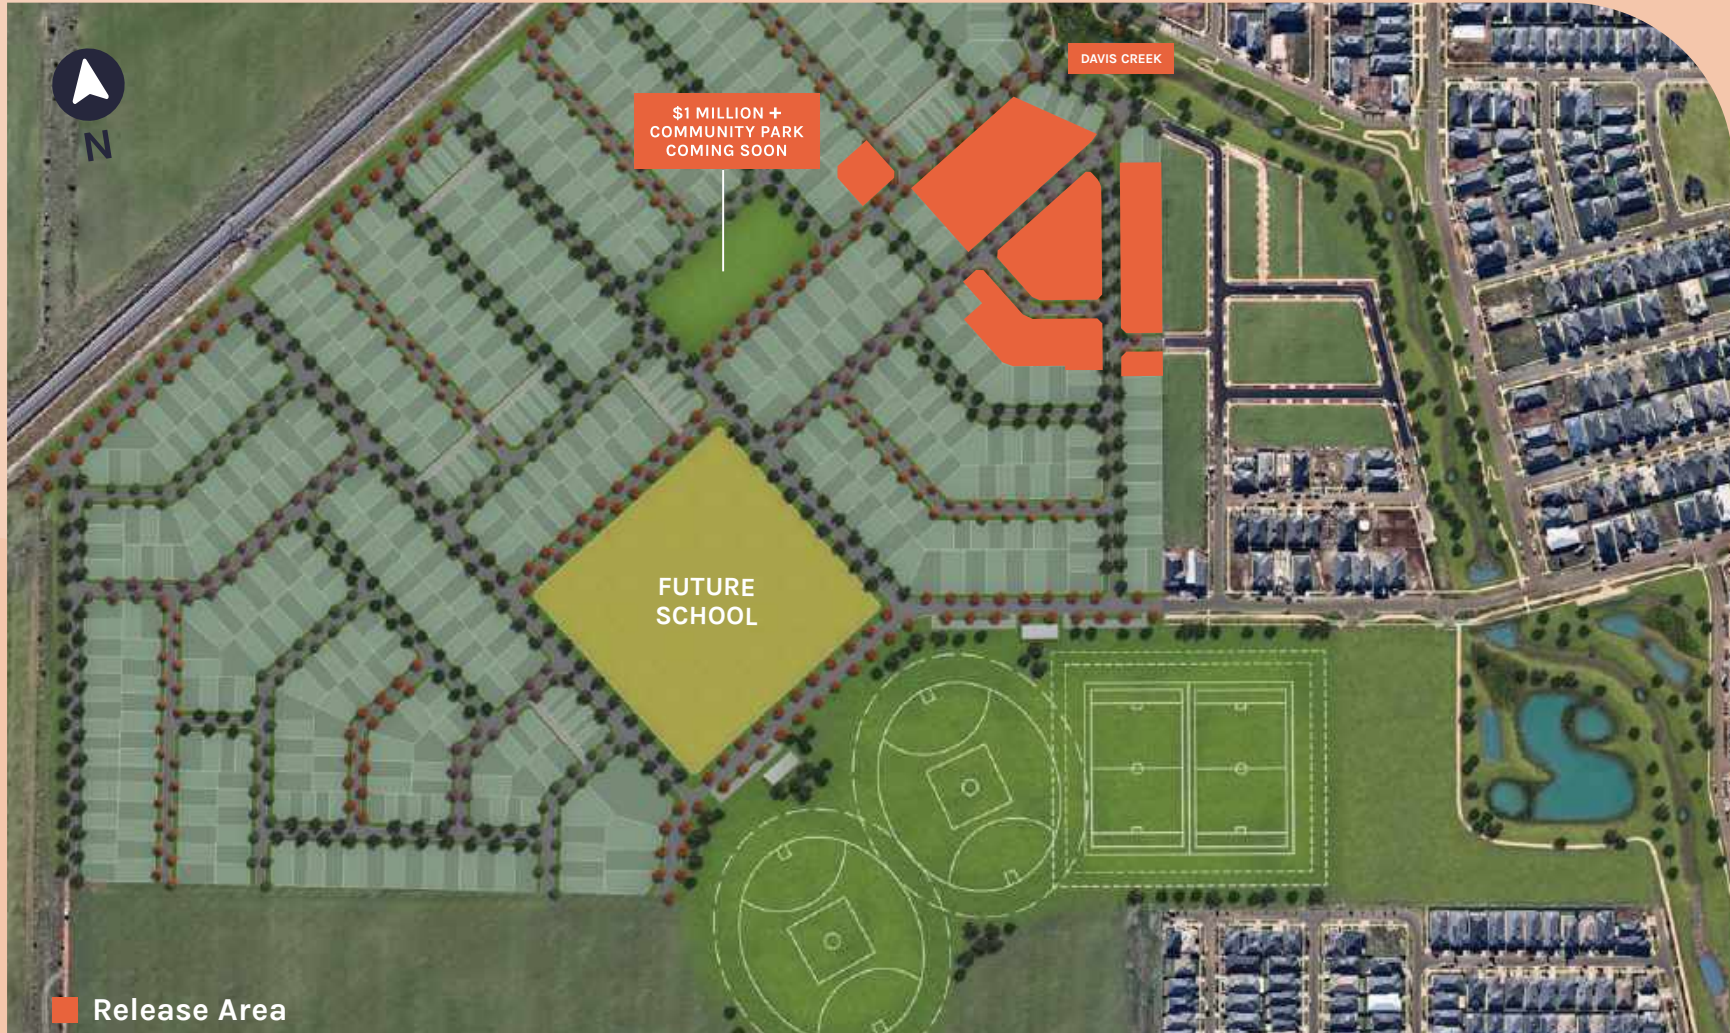 DAVIS CREEK
$1 MILLION +
COMMUNITY PARK
COMING SOON
N
FUTURE
SCHOOL
Release Area